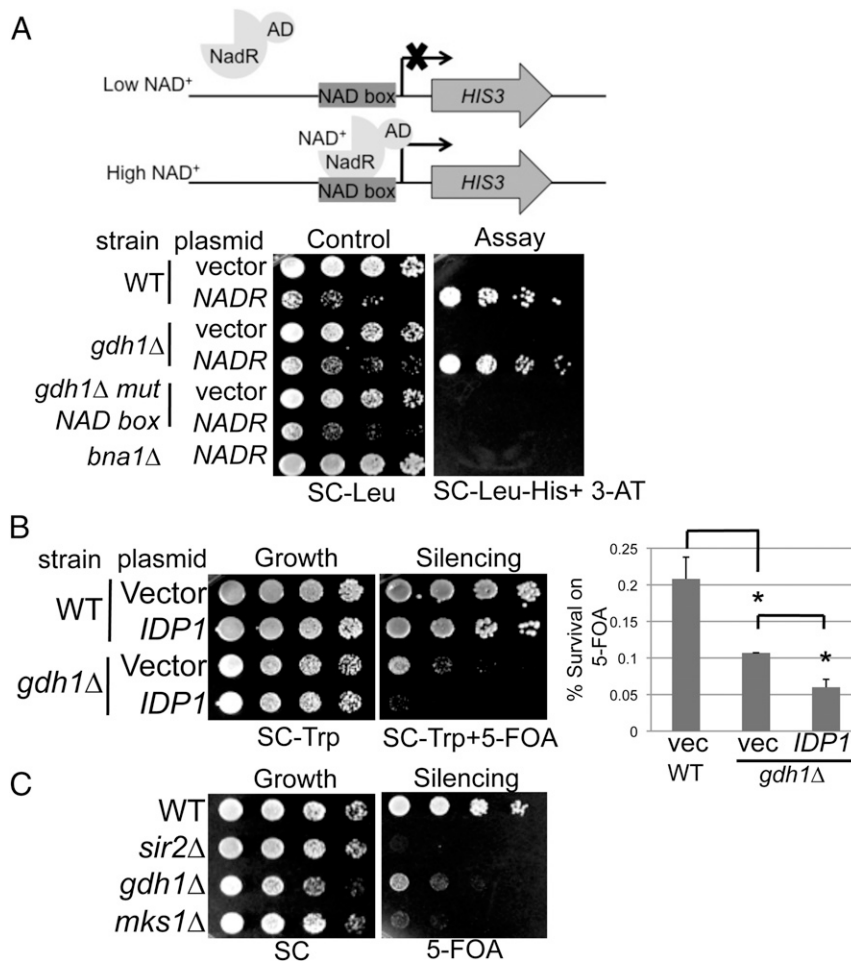 A
AD
NadR
Low NAD+
NAD box
HIS3
NAD+
AD
NadR
High NAD+
NAD box
HIS3
strain plasmid Control Assay
WT vector
NADR
gdh1Δ vector
NADR
gdh1Δ mut vector
NAD box NADR
bna1Δ NADR
SC-Leu SC-Leu-His+ 3-AT
B
strain plasmid Growth Silencing
WT Vector
IDP1
gdh1Δ Vector
IDP1
SC-Trp SC-Trp+5-FOA
% Survival on
5-FOA
0.25
0.2
0.15
0.1
0.05
0
*
*
vec vec IDP1
WT gdh1Δ
C
Growth Silencing
WT
sir2Δ
gdh1Δ
mks1Δ
SC 5-FOA